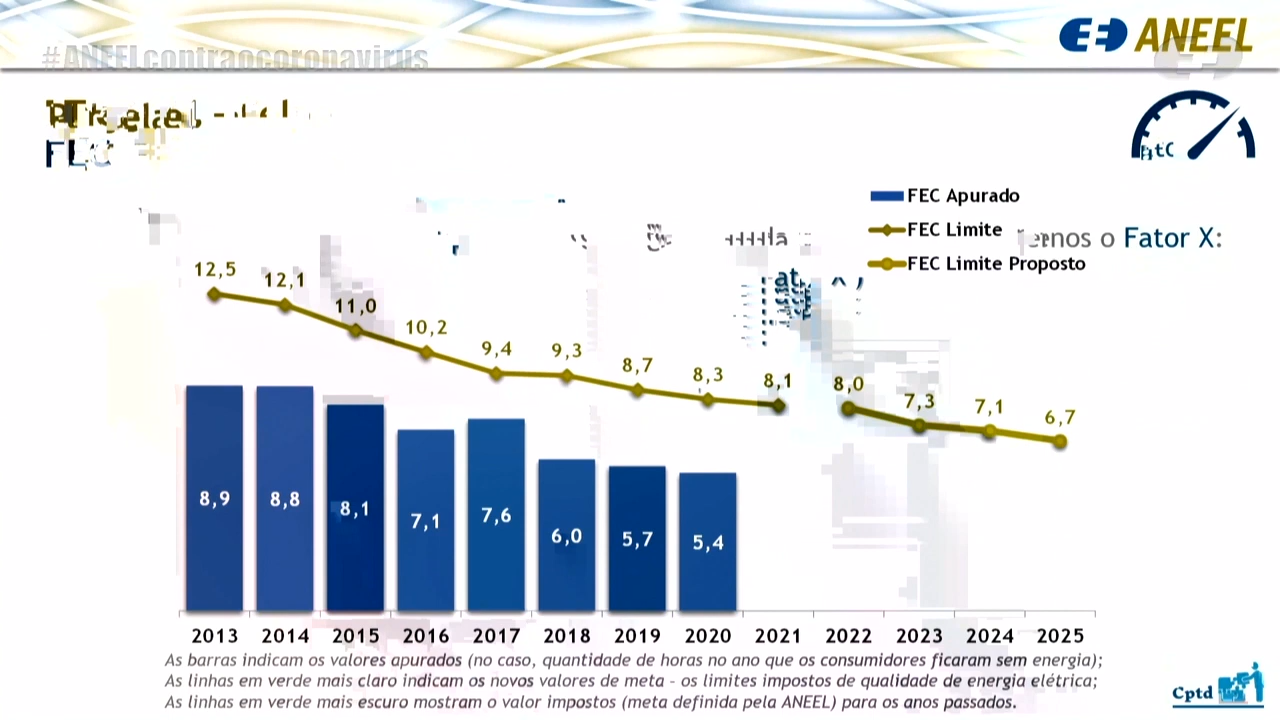 #ANEELcontraocoronavirus
ANEEL
FEC Apurado
FEC Limite
FEC Limite Proposto
o Fator X:
12,5
12,1
11,0
10,2
9,4
9,3
8,7
8,3
8,1
8,0
7,3
7,1
6,7
8,9
8,8
8,1
7,1
7,6
6,0
5,7
5,4
2013 2014 2015 2016 2017 2018 2019 2020 2021 2022 2023 2024 2025
As barras indicam os valores apurados (no caso, quantidade de horas no ano que os consumidores ficaram sem energia);
As linhas em verde mais claro indicam os novos valores de meta - os limites impostos de qualidade de energia elétrica;
As linhas em verde mais escuro mostram o valor impostos (meta definida pela ANEEL) para os anos passados.
Cptd